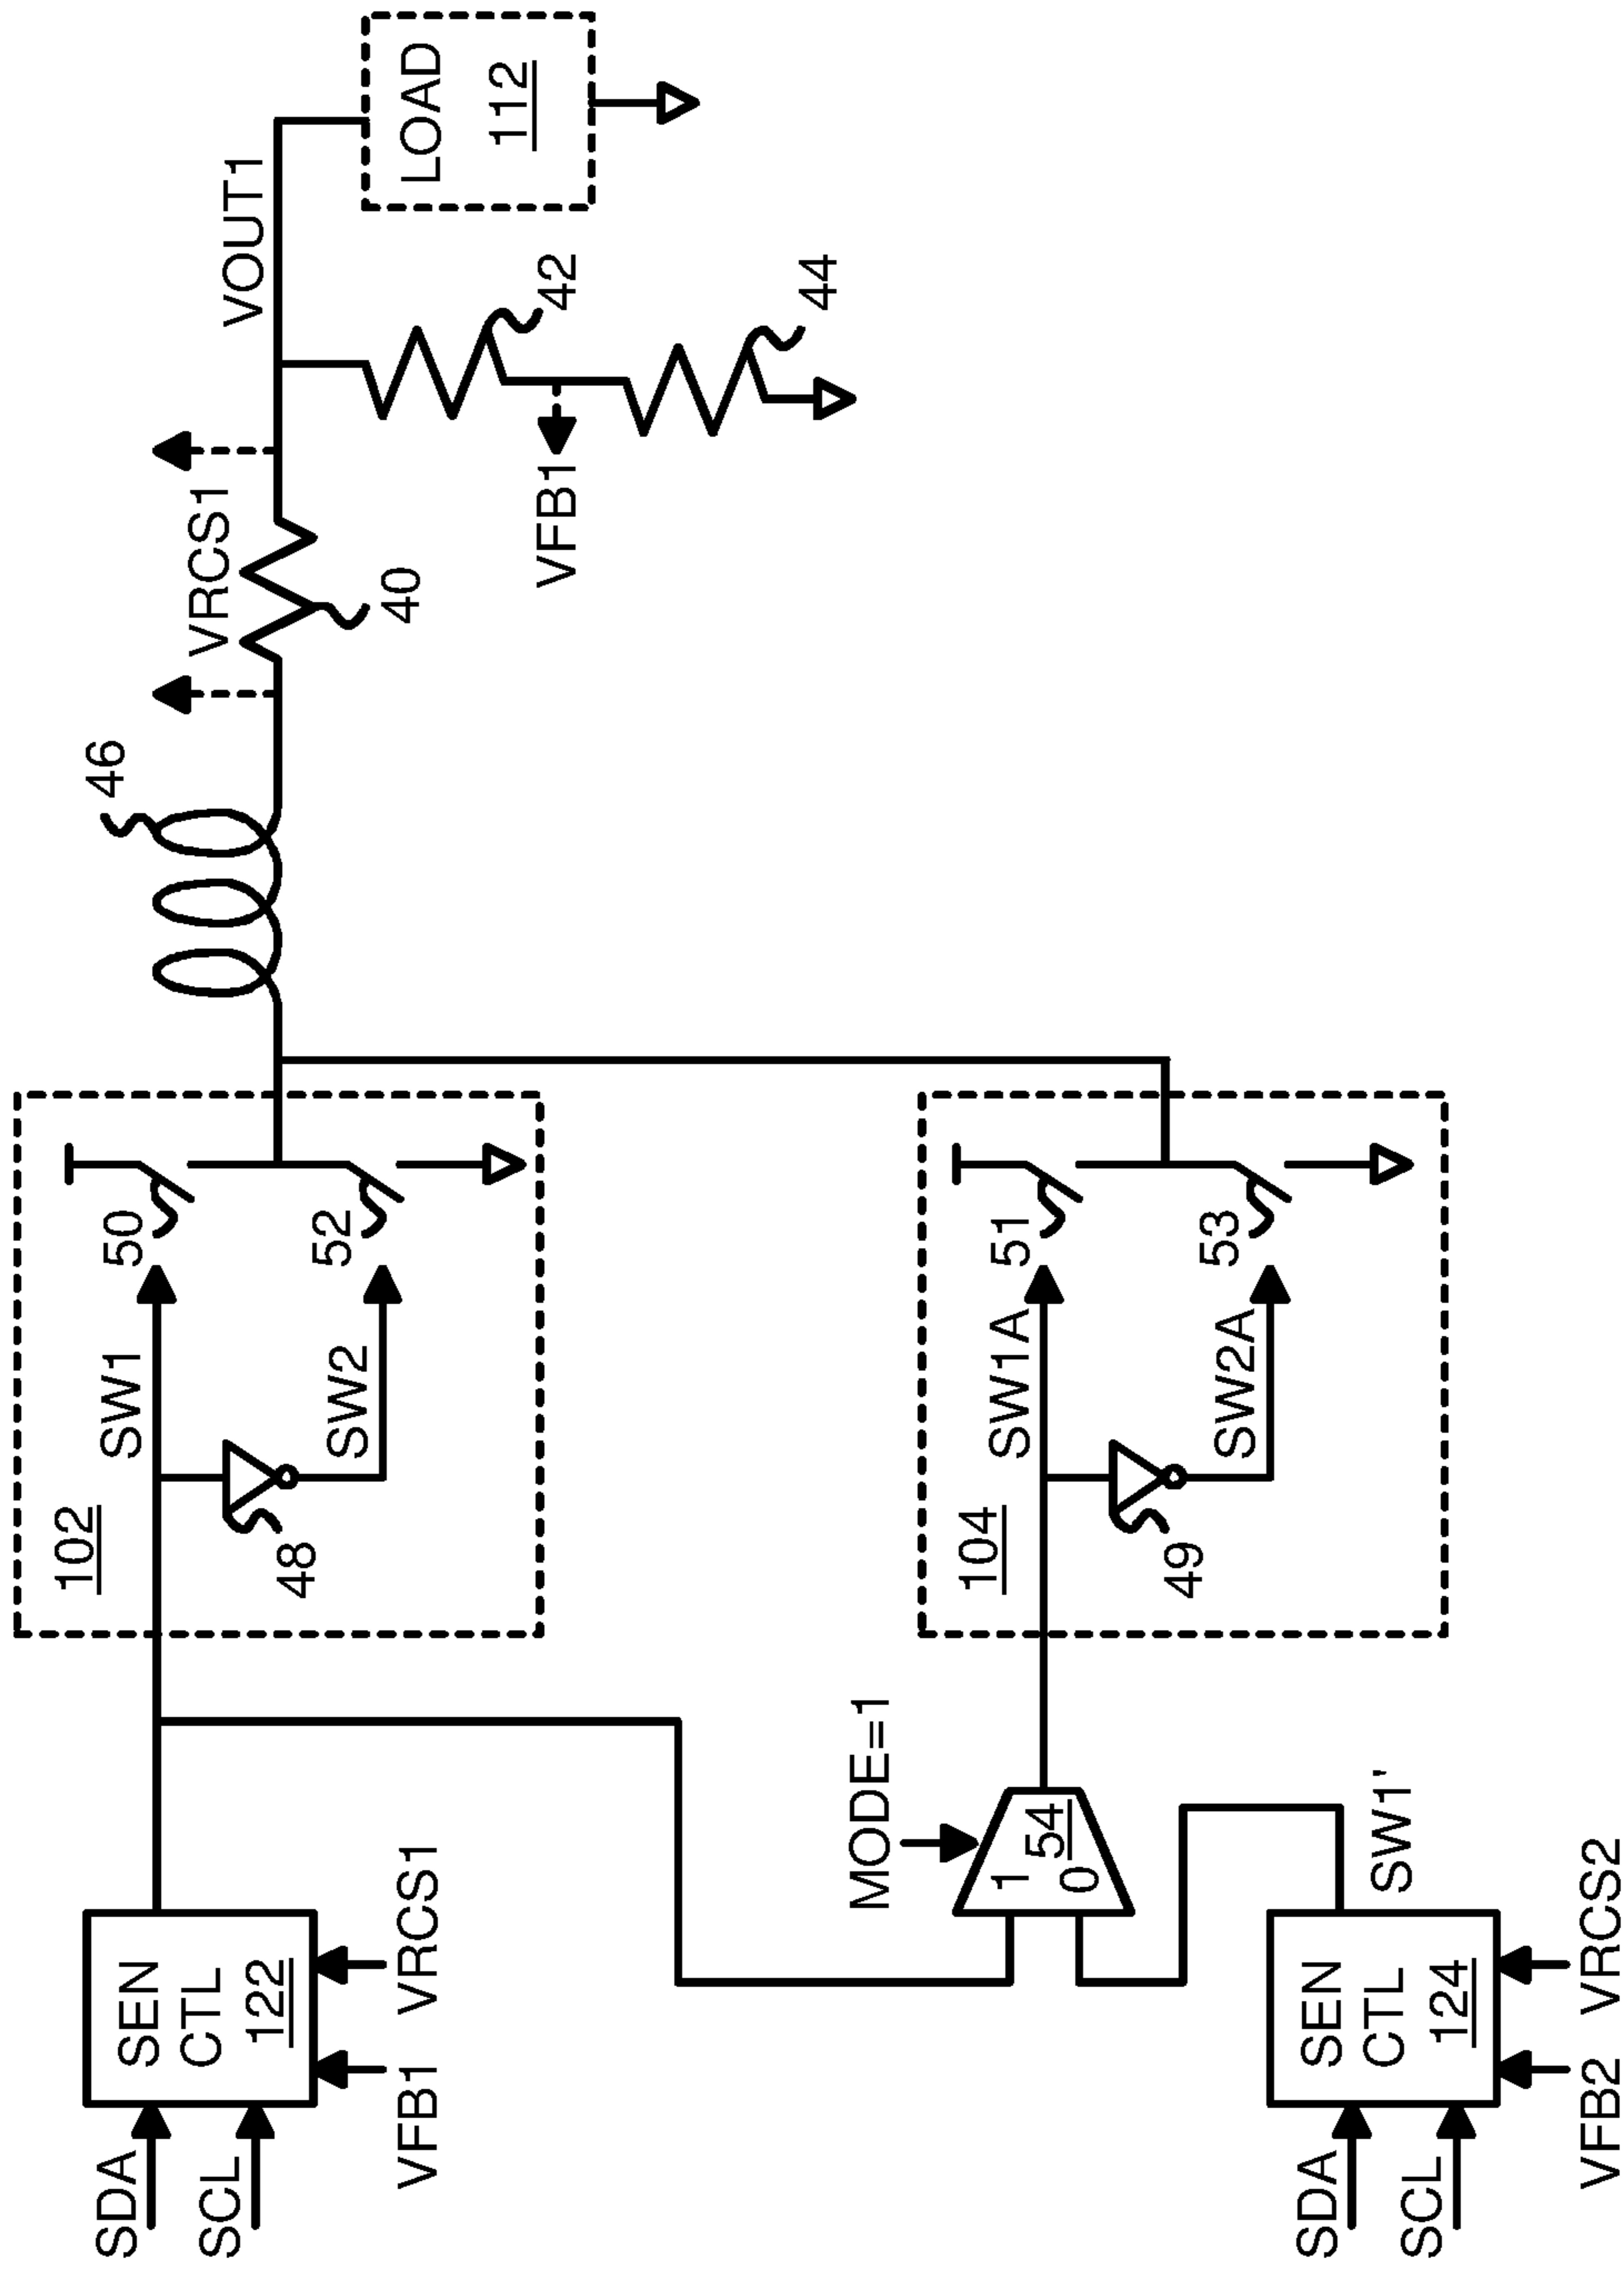 SDA
SCL
SEN
CTL
122
VFB1
VRCS1
102
SW1
48
SW2
50
52
46
VRCS1
40
VOUT1
VFB1
42
44
LOAD
112
MODE=1
1
54
0
104
SW1A
49
SW2A
51
53
SDA
SCL
SEN
CTL
124
SW1'
VFB2
VRCS2